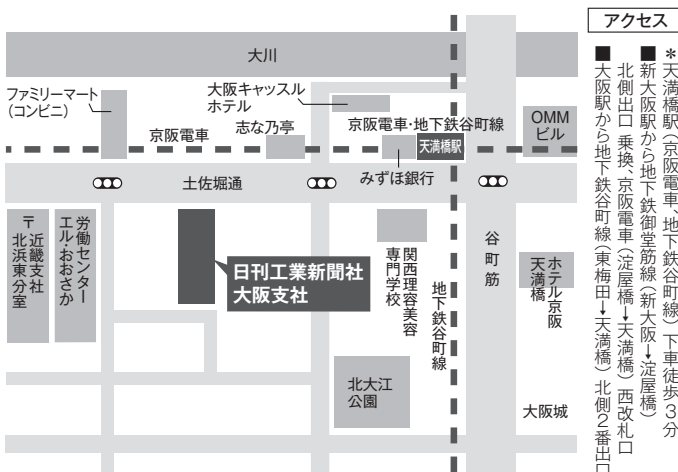 アクセス
＊天満橋駅（京阪電車、地下鉄谷町線）下車徒歩3分
■新大阪駅から地下鉄御堂筋線（新大阪→淀屋橋）
北側出口 乗換、京阪電車（淀屋橋→天満橋）西改札口
■大阪駅から地下鉄谷町線（東梅田→天満橋）北側2番出口
大川
ファミリーマート
（コンビニ）
大阪キャッスル
ホテル
京阪電車
志な乃亭
京阪電車・地下鉄谷町線
天満橋駅
OMM
ビル
土佐堀通
みずほ銀行
〒近畿支社
北浜東分室
労働センター
エル・おおさか
日刊工業新聞社
大阪支社
関西理容美容
専門学校
地下鉄谷町線
谷町筋
ホテル京阪
天満橋
北大江
公園
大阪城